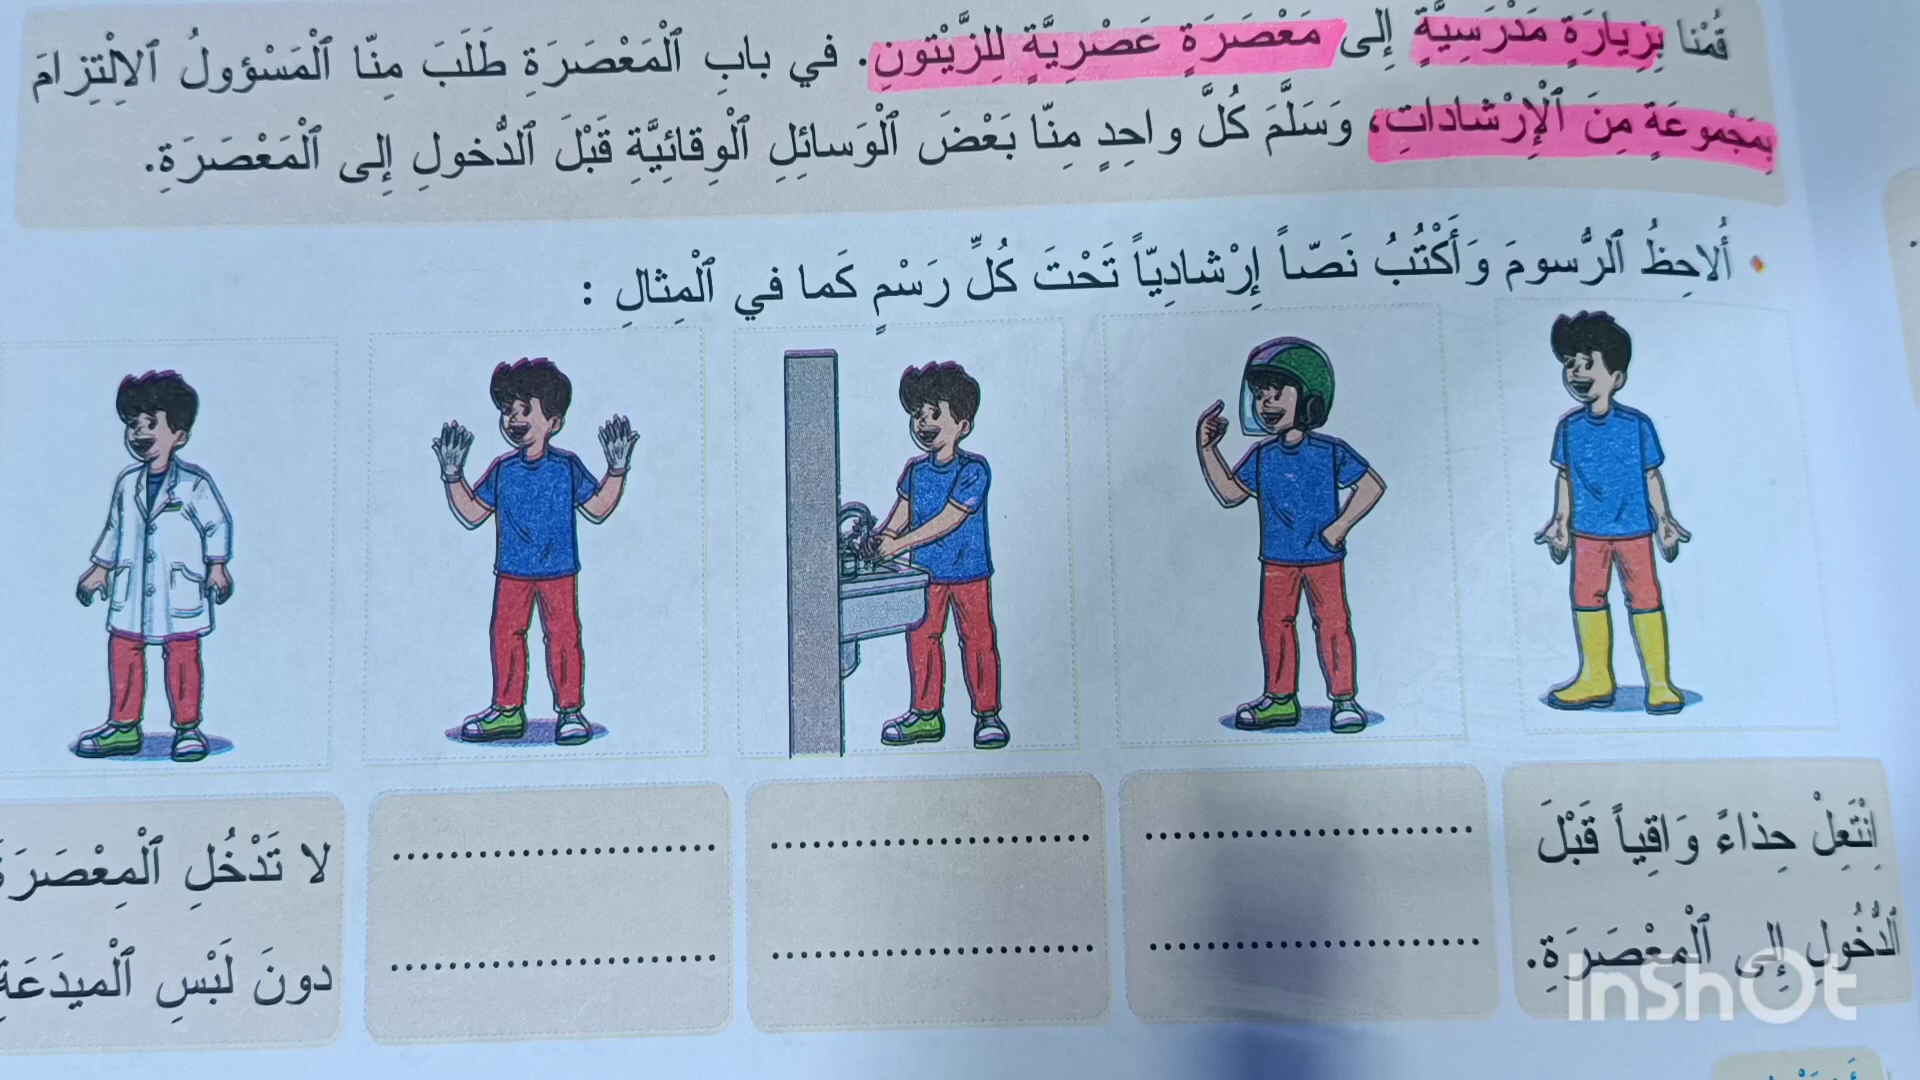 قُمْنا بِزِيارَةٍ مَدْرَسِيَّةٍ إِلى مَعْصَرَةٍ عَصْرِيَّةٍ لِلزَّيْتونِ. في بابِ ٱلْمَعْصَرَةِ طَلَبَ مِنّا ٱلْمَسْؤولُ ٱلِالْتِزامَ
بِمَجْموعَةٍ مِنَ ٱلْإِرْشاداتِ، وَسَلَّمَ كُلَّ واحِدٍ مِنّا بَعْضَ ٱلْوَسائِلِ ٱلْوِقائِيَّةِ قَبْلَ ٱلدُّخولِ إِلى ٱلْمَعْصَرَةِ.
• أُلاحِظُ ٱلرُّسومَ وَأَكْتُبُ نَصّاً إِرْشادِيّاً تَحْتَ كُلِّ رَسْمٍ كَما في ٱلْمِثالِ :
اِنْتَعِلْ حِذاءً وَاقِياً قَبْلَ
ٱلدُّخُولِ إِلى ٱلْمِعْصَرَةِ.
لا تَدْخُلِ ٱلْمِعْصَرَةَ
دونَ لَبْسِ ٱلْميدَعَةِ
InShOt